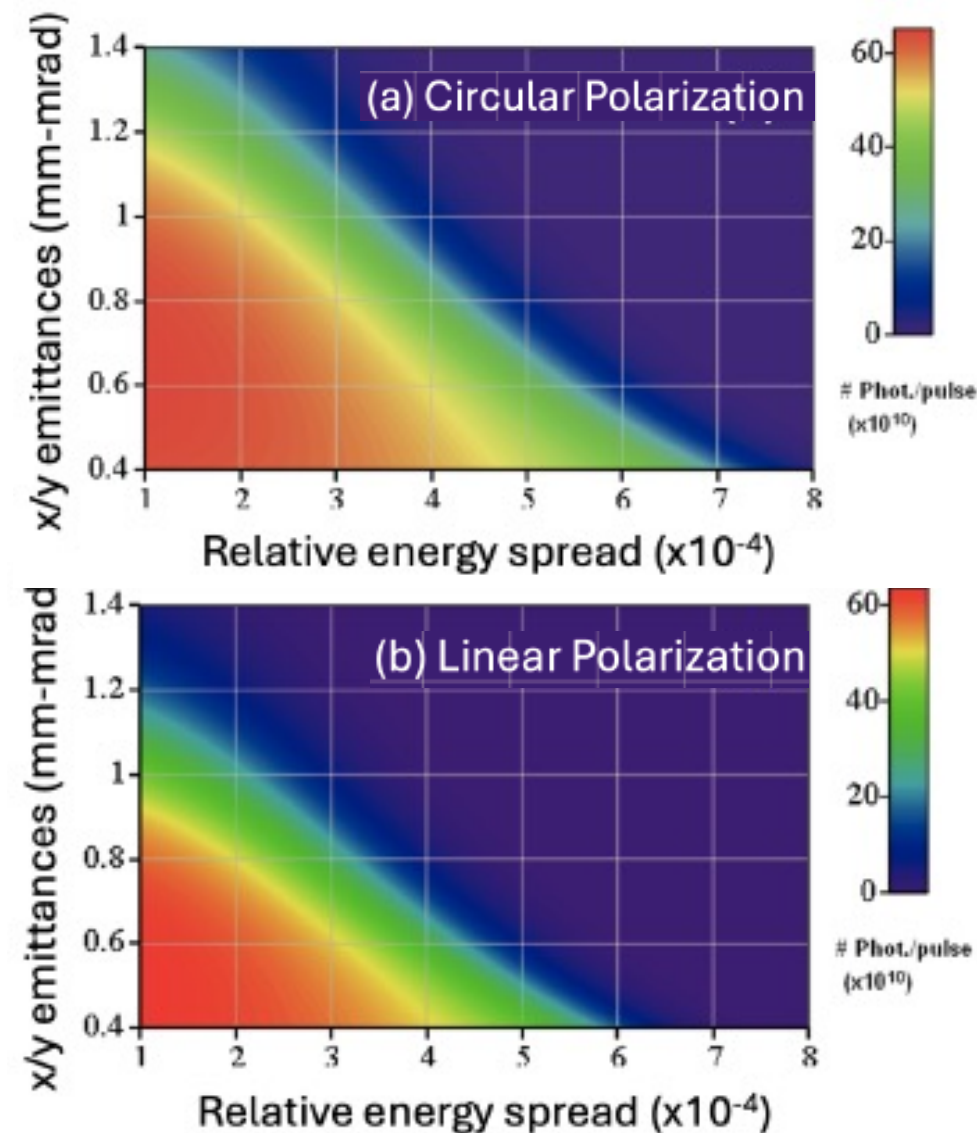 1.4
1.2
1
0.8
0.6
0.4
x/y emittances (mm-mrad)
(a) Circular Polarization
1 2 3 4 5 6 7 8
Relative energy spread (x10⁻⁴)
60
40
20
0
# Phot./pulse
(x10¹⁰)
1.4
1.2
1
0.8
0.6
0.4
x/y emittances (mm-mrad
(b) Linear Polarization
1 2 3 4 5 6 7 8
Relative energy spread (x10⁻⁴)
60
40
20
0
# Phot./pulse
(x10¹⁰)